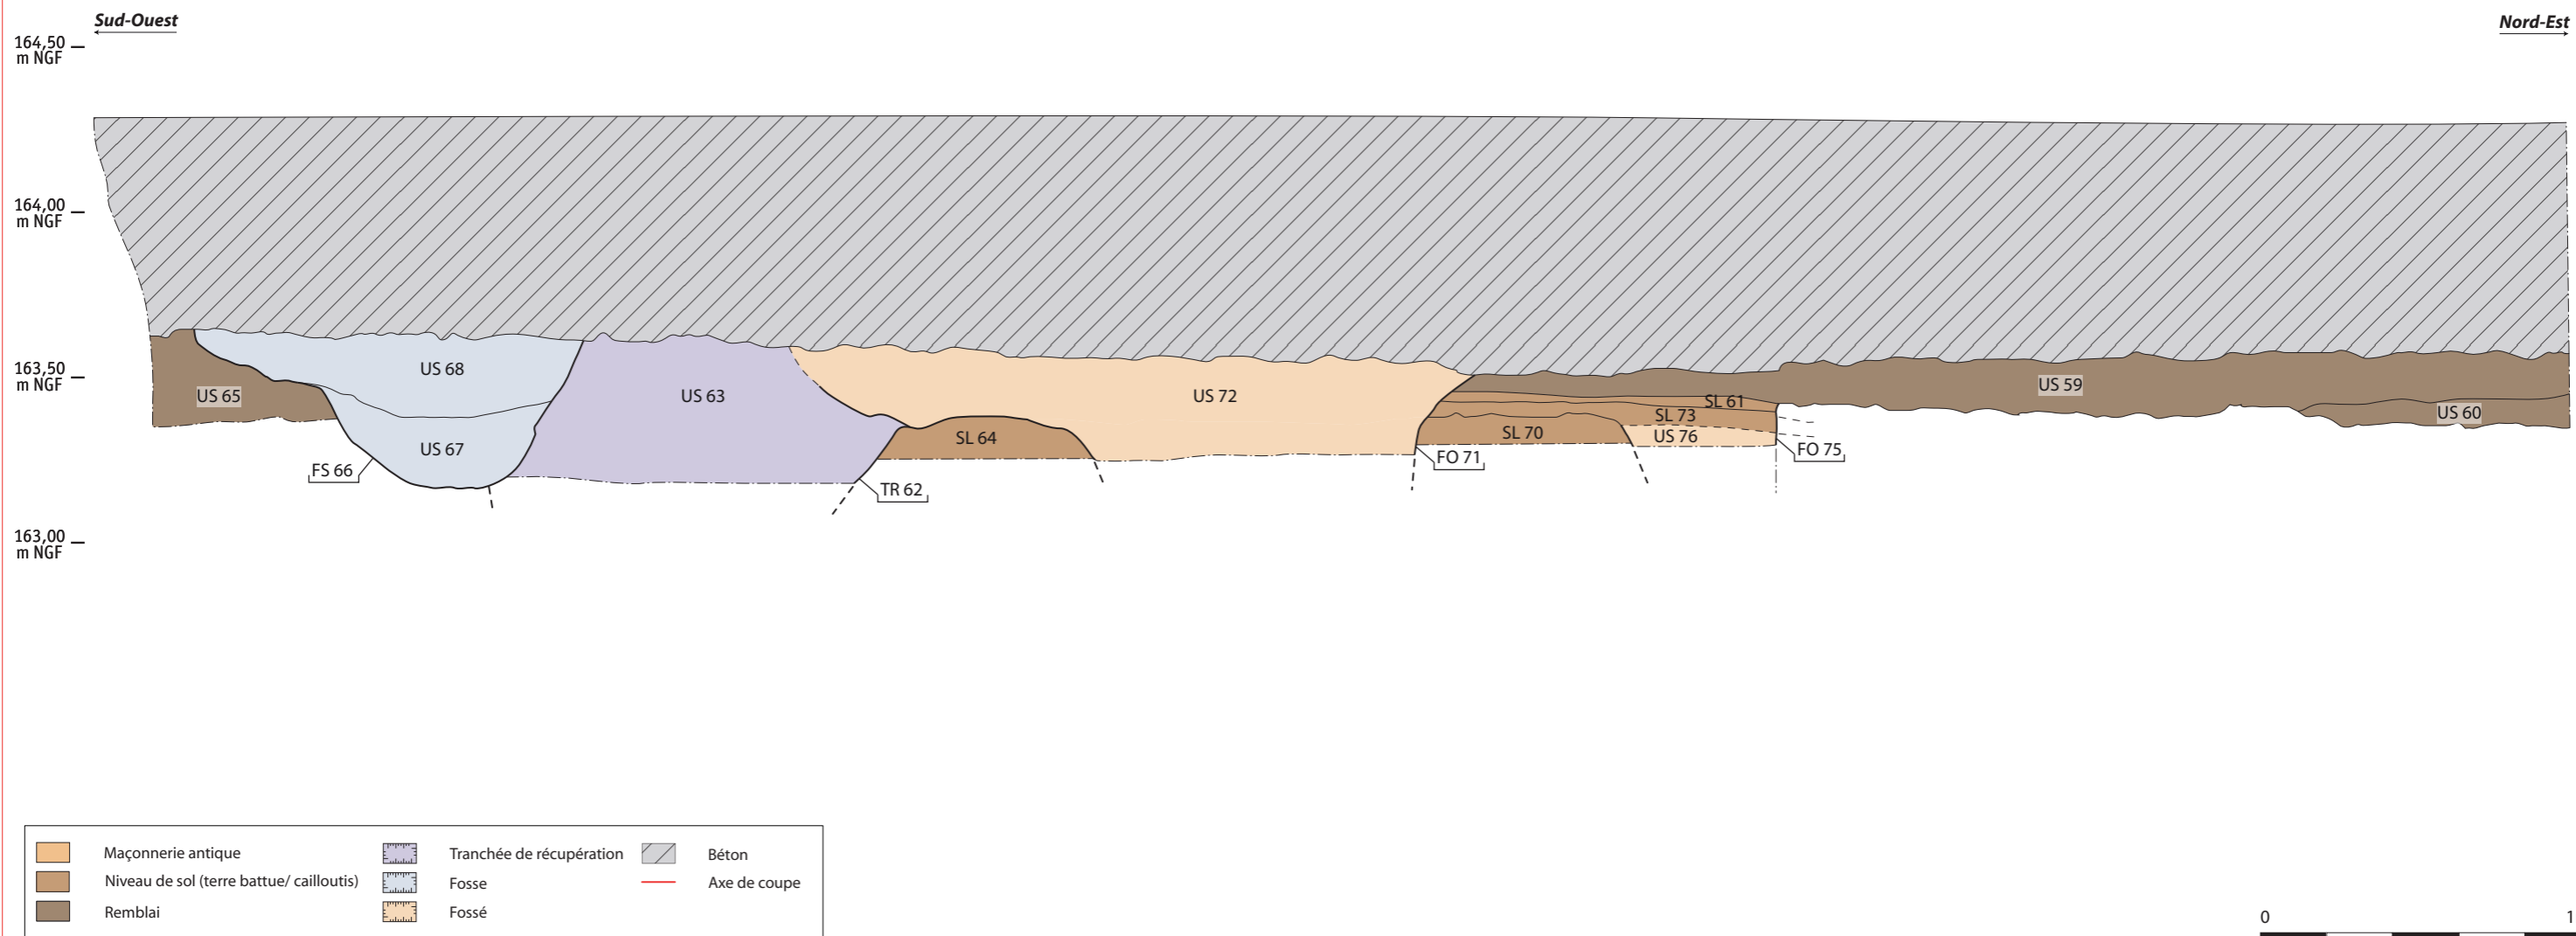 Sud-Ouest
Nord-Est
164,50
m NGF
164,00
m NGF
163,50
m NGF
163,00
m NGF
US 68
US 65
US 63
US 72
US 59
SL 61
SL 73
US 60
SL 64
SL 70
US 76
US 67
FS 66
FO 71
FO 75
TR 62
Maçonnerie antique
Niveau de sol (terre battue/ cailloutis)
Remblai
Tranchée de récupération
Fosse
Fossé
Béton
Axe de coupe
0 1